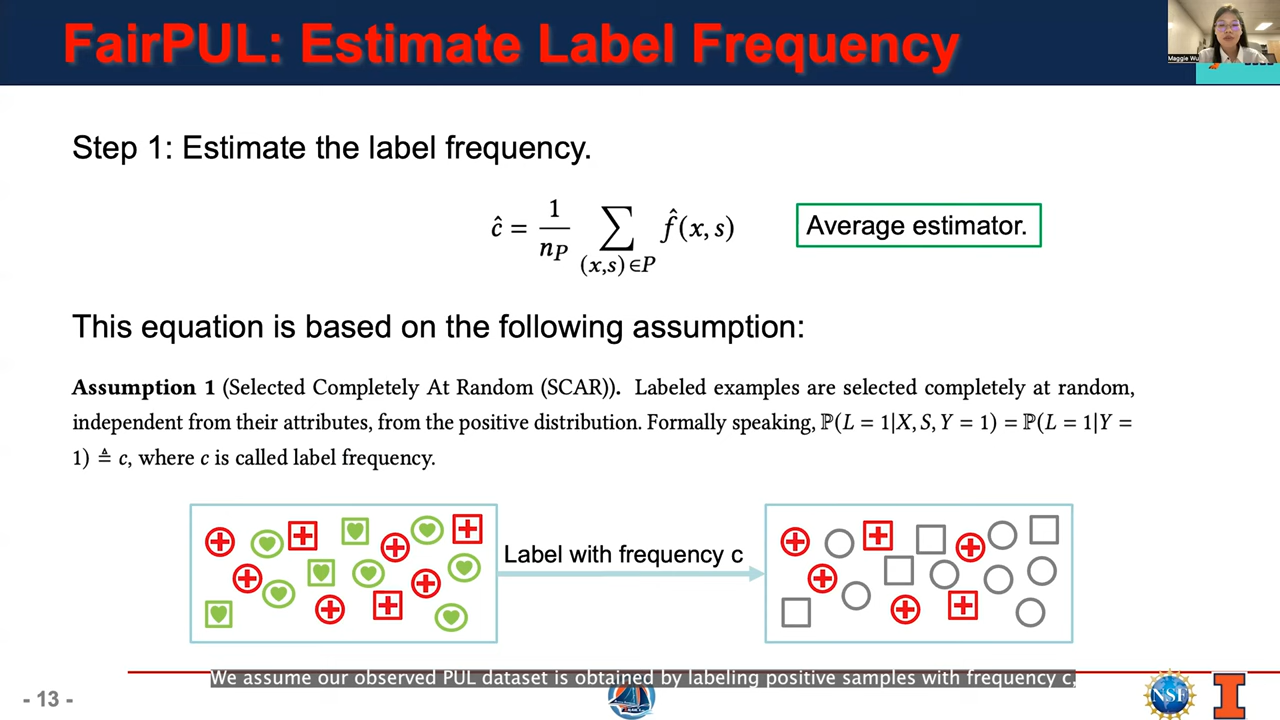 FairPUL: Estimate Label Frequency
Maggie Wu
Step 1: Estimate the label frequency.
ĉ = 1/n_P ∑_{(x,s)∈P} f̂(x, s)
Average estimator.
This equation is based on the following assumption:
Assumption 1 (Selected Completely At Random (SCAR)). Labeled examples are selected completely at random,
independent from their attributes, from the positive distribution. Formally speaking, ℙ(L = 1|X, S, Y = 1) = ℙ(L = 1|Y =
1) ≜ c, where c is called label frequency.
Label with frequency c
We assume our observed PUL dataset is obtained by labeling positive samples with frequency c,
- 13 -
NSF
I